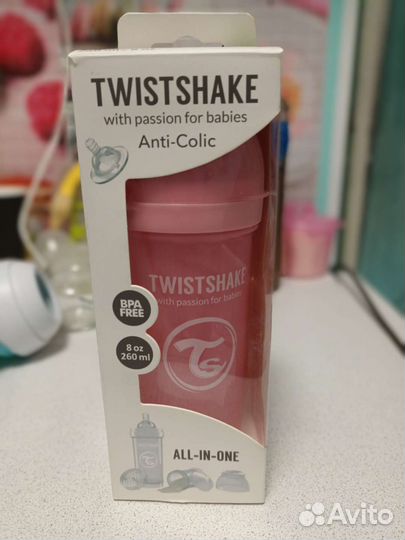 TWISTSHAKE
with passion for babies
Anti-Colic
TWISTSHAKE
with passion for babies
BPA
FREE
8 oz
260 ml
TS
ALL-IN-ONE
Avito